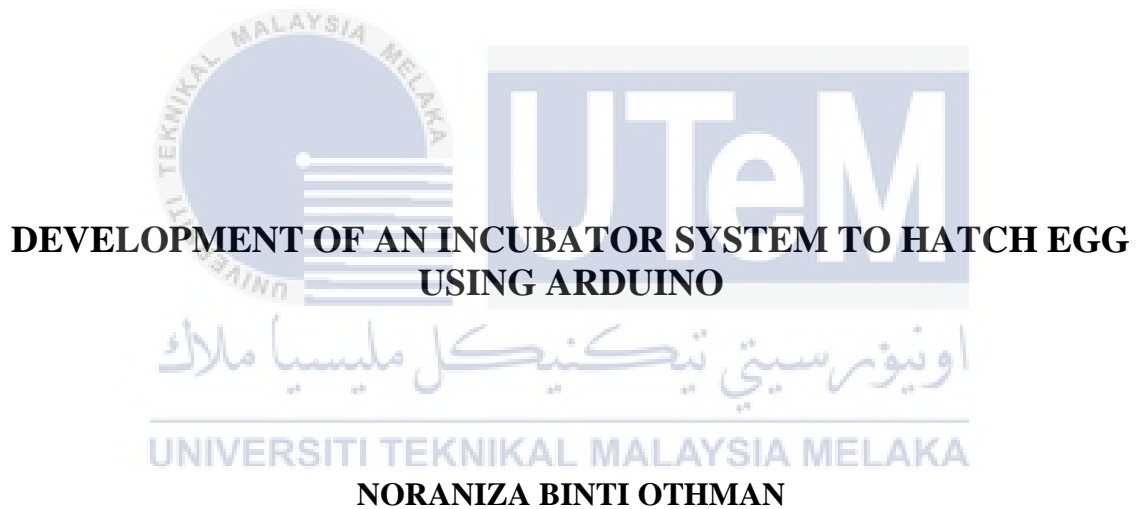 UNIVERSITI TEKNIKAL MALAYSIA MELAKA
UTeM
DEVELOPMENT OF AN INCUBATOR SYSTEM TO HATCH EGG
USING ARDUINO
اونيۏرسيتي تيكنيكل مليسيا ملاك
UNIVERSITI TEKNIKAL MALAYSIA MELAKA
NORANIZA BINTI OTHMAN